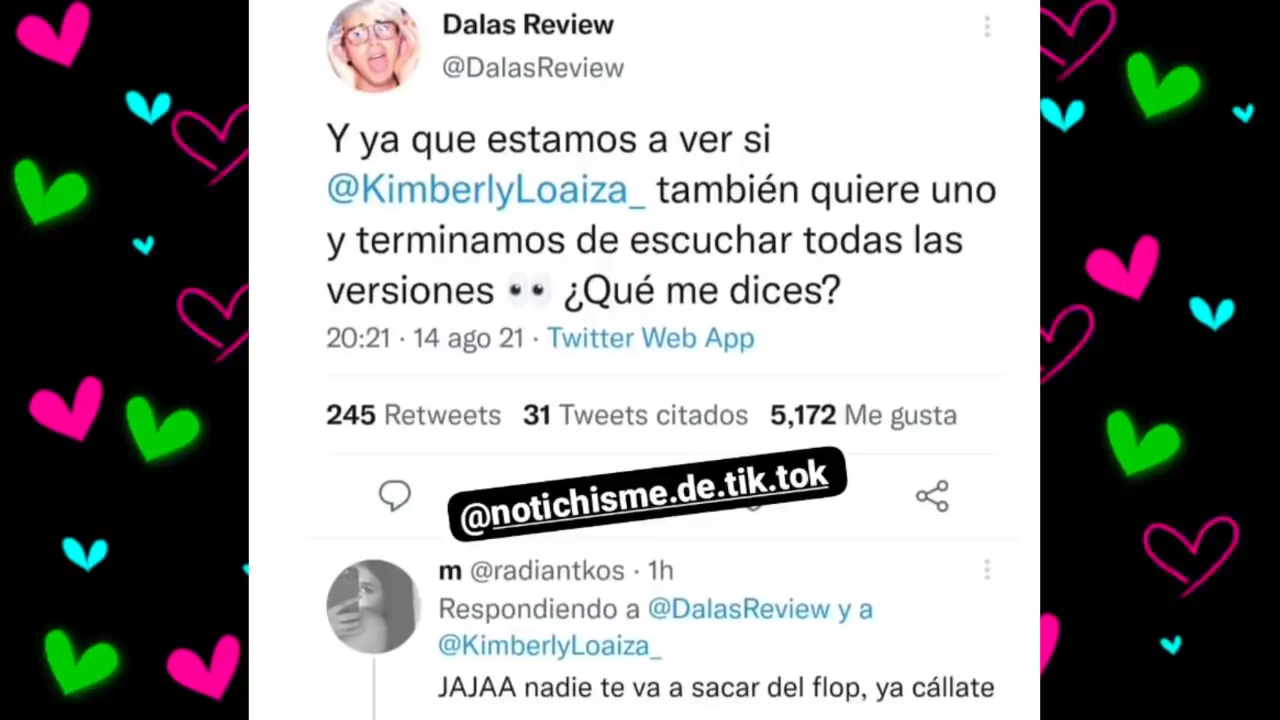 Dalas Review
@DalasReview
Y ya que estamos a ver si
@KimberlyLoaiza_ también quiere uno
y terminamos de escuchar todas las
versiones 👀 ¿Qué me dices?
20:21 · 14 ago 21 · Twitter Web App
245 Retweets 31 Tweets citados 5,172 Me gusta
@notichisme.de.tik.tok
m @radiantkos · 1h
Respondiendo a @DalasReview y a
@KimberlyLoaiza_
JAJAA nadie te va a sacar del flop, ya cállate